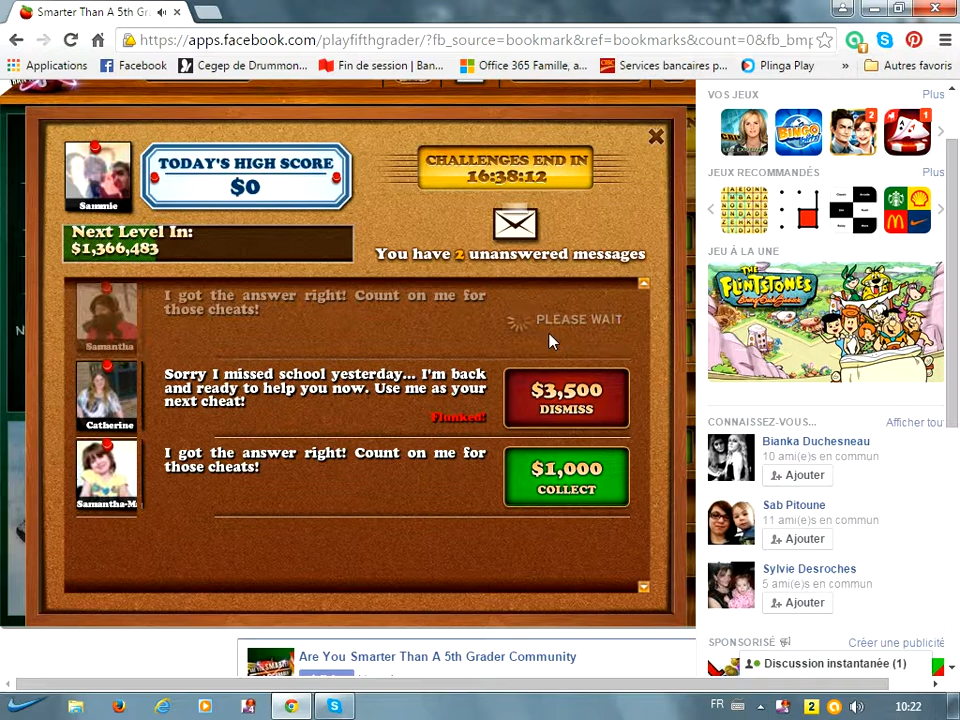 Smarter Than A 5th Gr
https://apps.facebook.com/playfifthgrader/?fb_source=bookmark&ref=bookmarks&count=0&fb_bmp
Applications
Facebook
Cegep de Drummon...
Fin de session | Ban...
Office 365 Famille, a...
Services bancaires p...
Plinga Play
»
Autres favoris
TODAY'S HIGH SCORE
$0
Sammie
CHALLENGES END IN
16:38:12
Next Level In:
$1,366,483
You have 2 unanswered messages
I got the answer right! Count on me for
those cheats!
PLEASE WAIT
Samantha
Sorry I missed school yesterday... I'm back
and ready to help you now. Use me as your
next cheat!
Flunked!
Catherine
$3,500
DISMISS
I got the answer right! Count on me for
those cheats!
Samantha-M
$1,000
COLLECT
Are You Smarter Than A 5th Grader Community
VOS JEUX
Plus
BINGO
2
1
JEUX RECOMMANDÉS
Plus
JEU À LA UNE
THE
FLINTSTONES
CONNAISSEZ-VOUS...
Afficher tou
Bianka Duchesneau
10 ami(e)s en commun
Ajouter
Sab Pitoune
11 ami(e)s en commun
Ajouter
Sylvie Desroches
5 ami(e)s en commun
Ajouter
SPONSORISÉ
Créer une publicité
Discussion instantanée (1)
FR
2
10:22